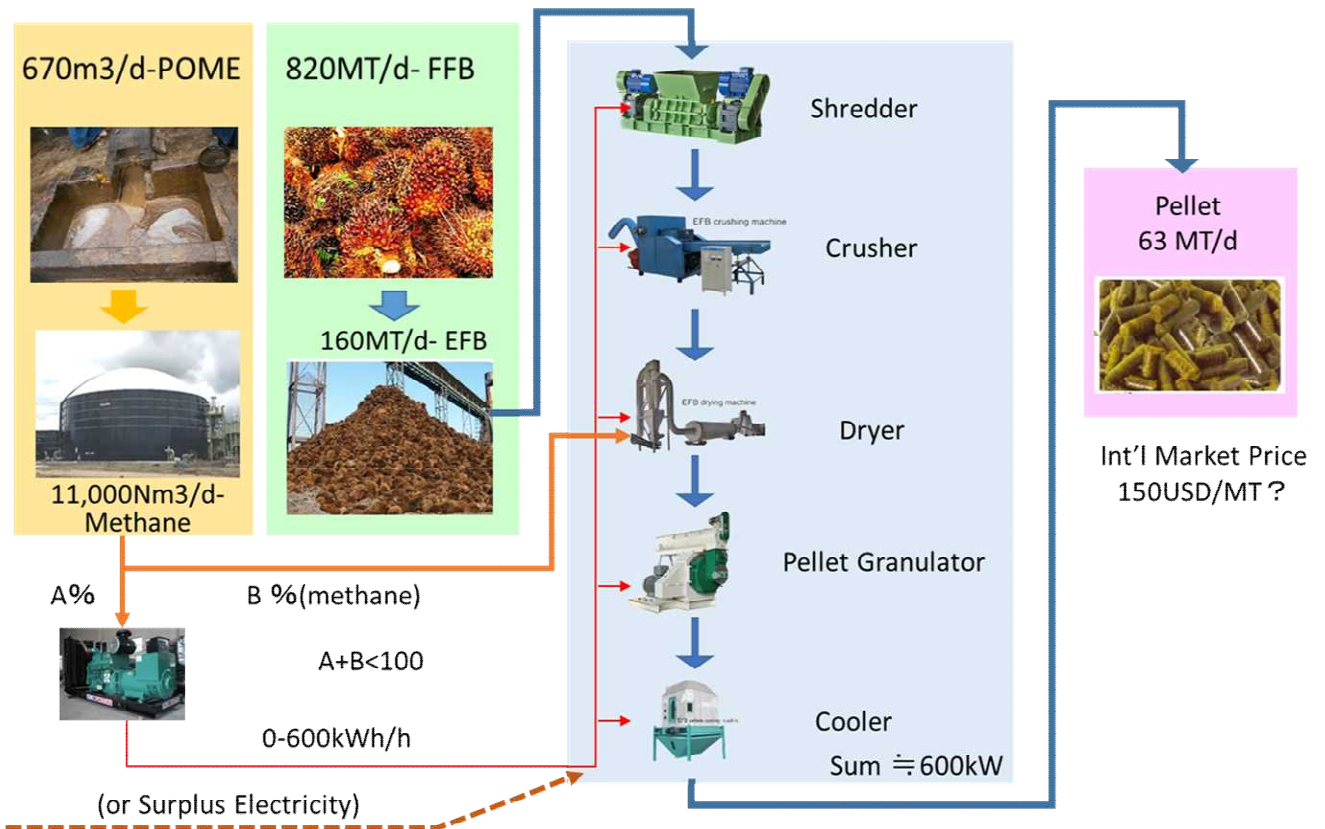 670m3/d-POME
820MT/d- FFB
160MT/d- EFB
11,000Nm3/d-
Methane
A%
B %(methane)
A+B<100
0-600kWh/h
(or Surplus Electricity)
Shredder
EFB crushing machine
Crusher
EFB drying machine
Dryer
Pellet Granulator
Cooler
Sum ≒600kW
Pellet
63 MT/d
Int'l Market Price
150USD/MT？